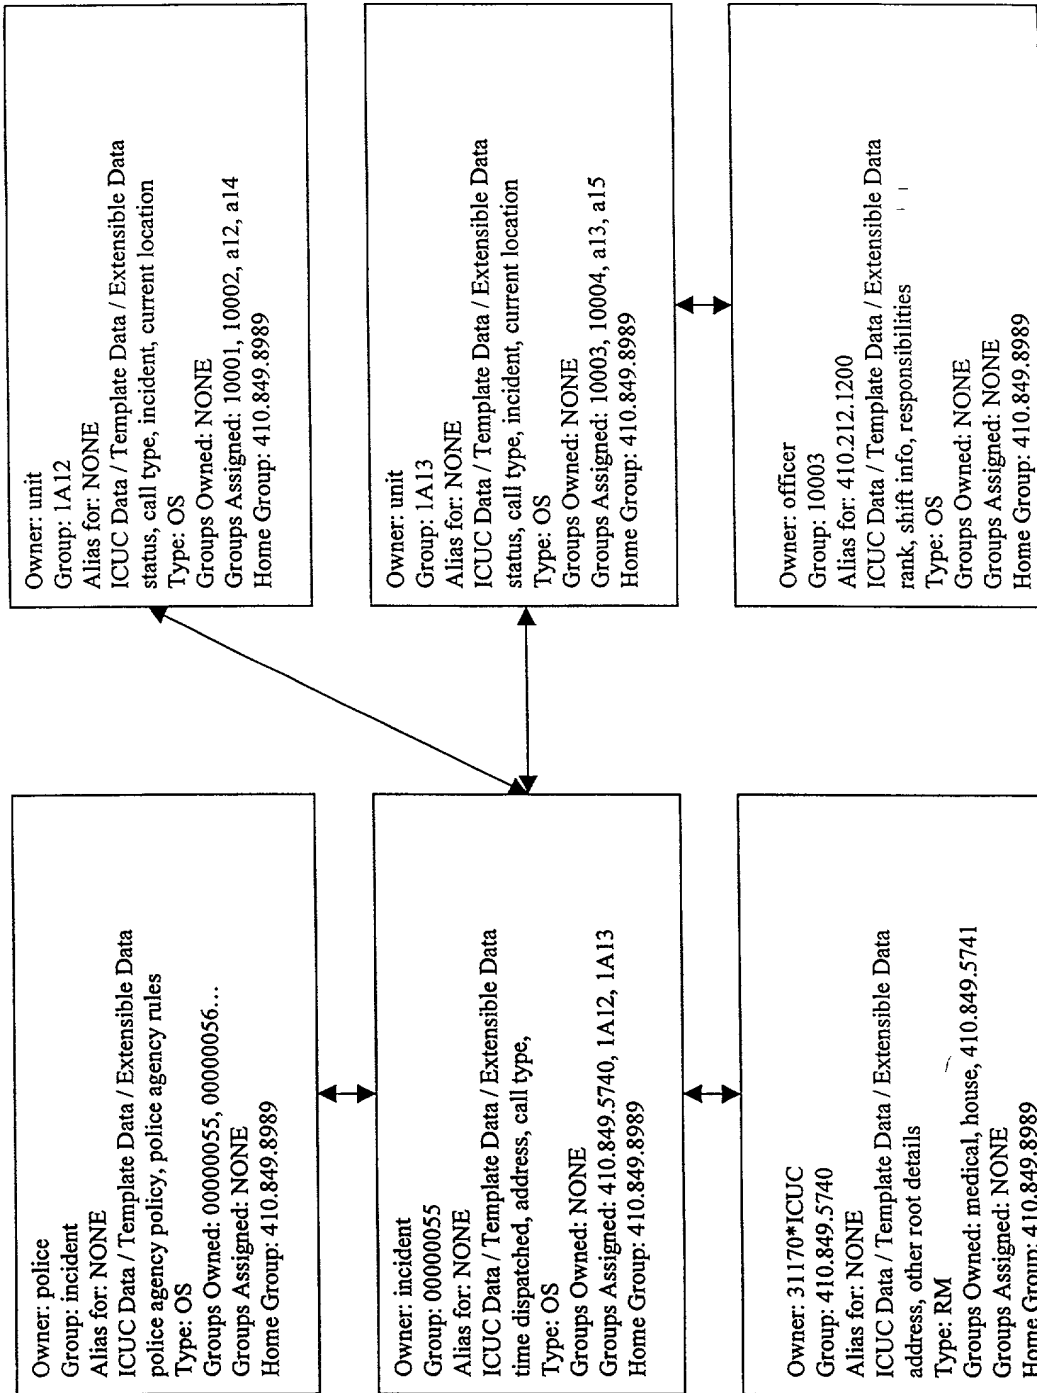 Owner: police
Group: incident
Alias for: NONE
ICUC Data / Template Data / Extensible Data
police agency policy, police agency rules
Type: OS
Groups Owned: 00000055, 00000056...
Groups Assigned: NONE
Home Group: 410.849.8989
Owner: incident
Group: 00000055
Alias for: NONE
ICUC Data / Template Data / Extensible Data
time dispatched, address, call type,
Type: OS
Groups Owned: NONE
Groups Assigned: 410.849.5740, 1A12, 1A13
Home Group: 410.849.8989
Owner: 31170*ICUC
Group: 410.849.5740
Alias for: NONE
ICUC Data / Template Data / Extensible Data
address, other root details
Type: RM
Groups Owned: medical, house, 410.849.5741
Groups Assigned: NONE
Home Group: 410.849.8989
Owner: unit
Group: 1A12
Alias for: NONE
ICUC Data / Template Data / Extensible Data
status, call type, incident, current location
Type: OS
Groups Owned: NONE
Groups Assigned: 10001, 10002, a12, a14
Home Group: 410.849.8989
Owner: unit
Group: 1A13
Alias for: NONE
ICUC Data / Template Data / Extensible Data
status, call type, incident, current location
Type: OS
Groups Owned: NONE
Groups Assigned: 10003, 10004, a13, a15
Home Group: 410.849.8989
Owner: officer
Group: 10003
Alias for: 410.212.1200
ICUC Data / Template Data / Extensible Data
rank, shift info, responsibilities
Type: OS
Groups Owned: NONE
Groups Assigned: NONE
Home Group: 410.849.8989